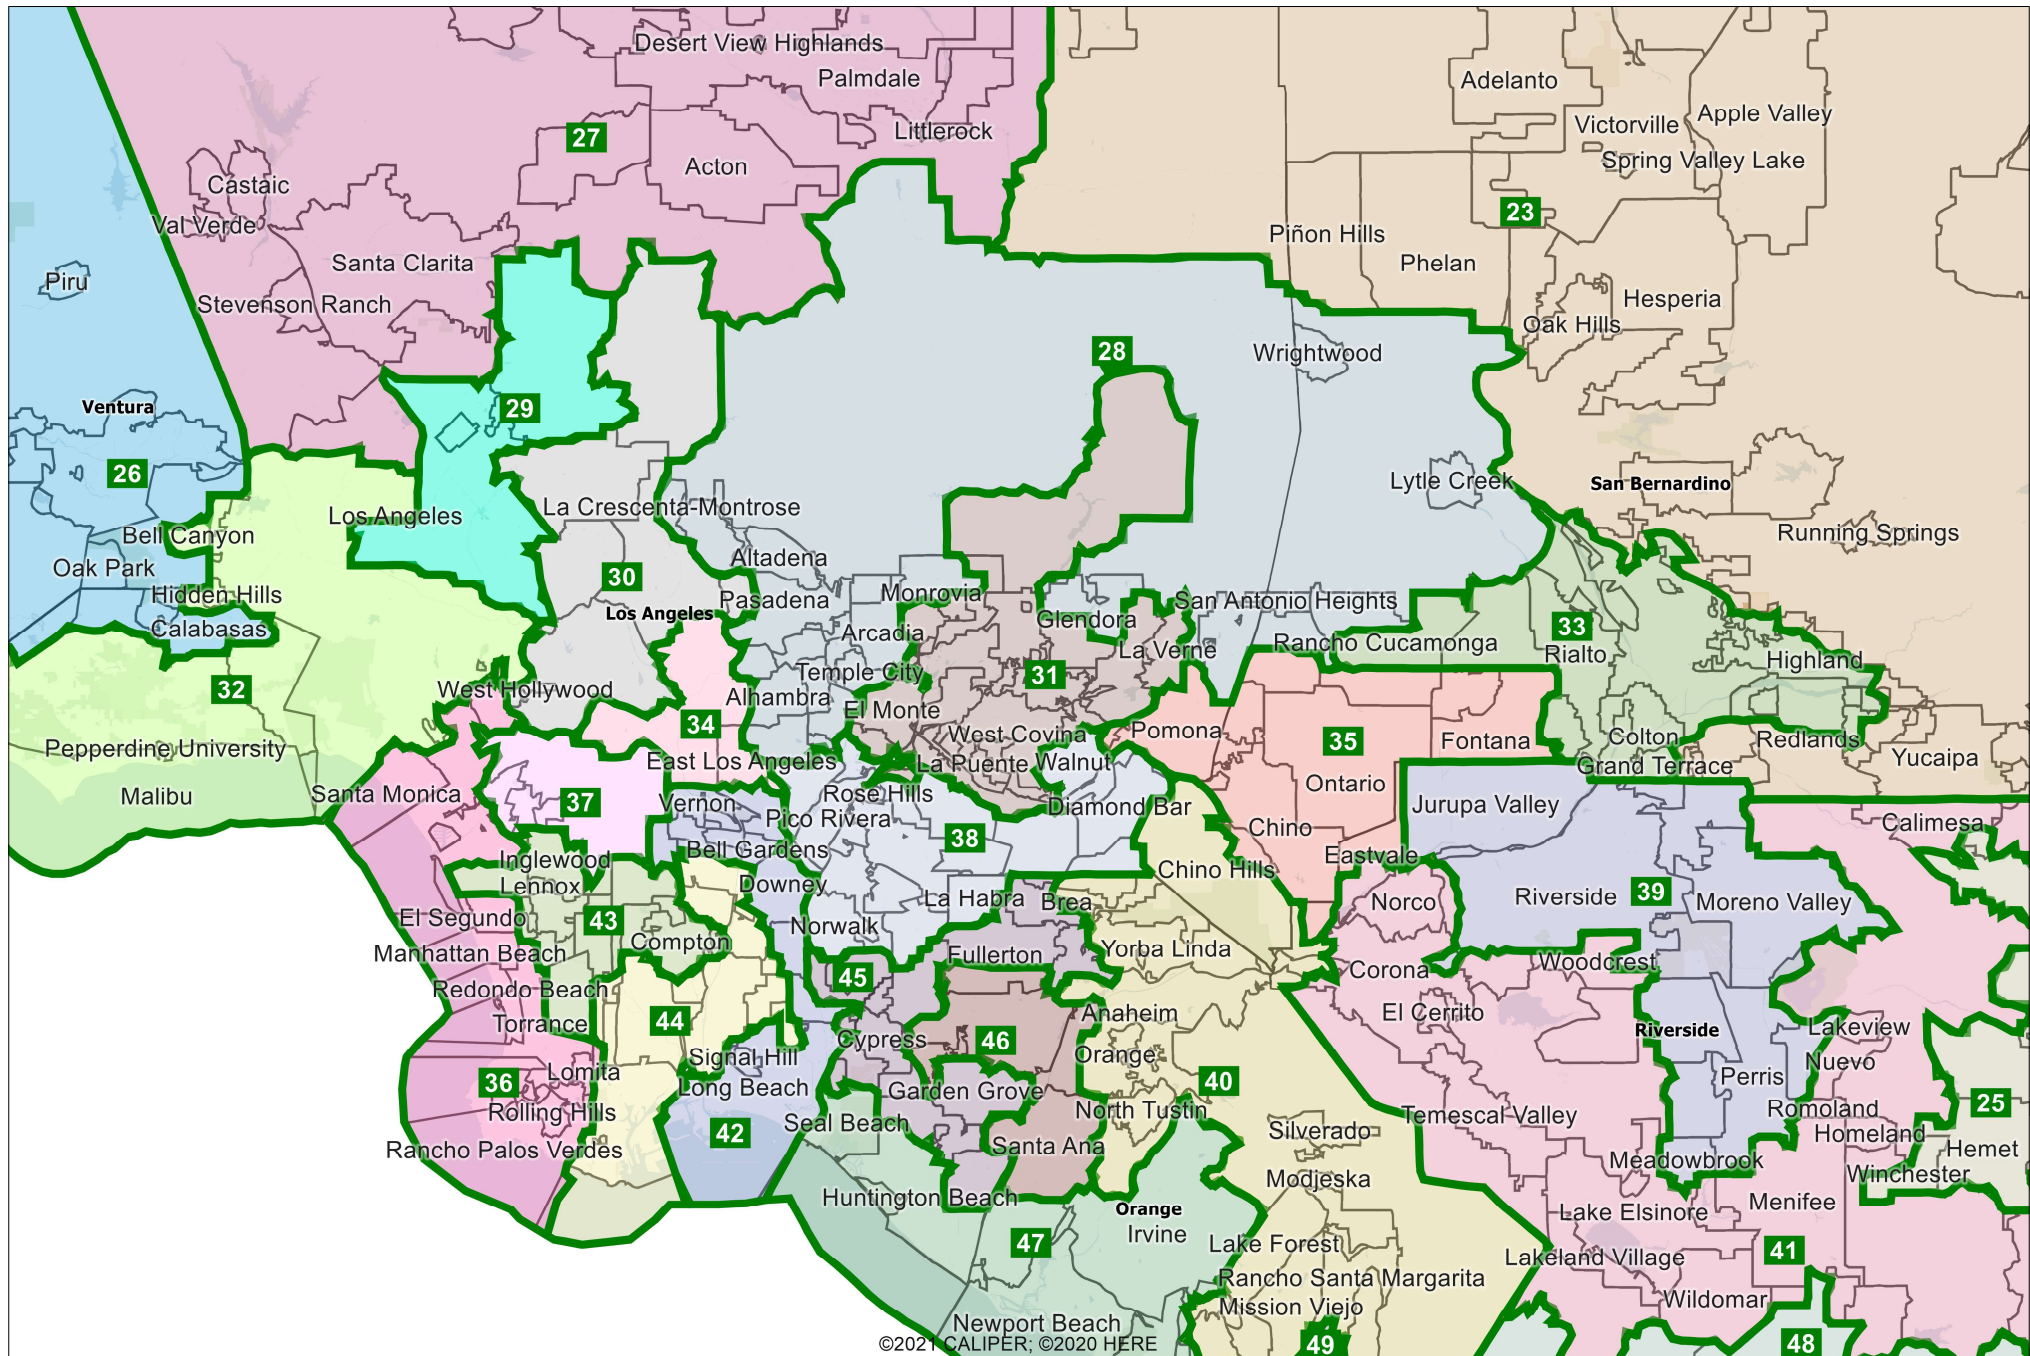 Desert View Highlands
Palmdale
Adelanto
Apple Valley
Victorville
27
Littlerock
Spring Valley Lake
Acton
Castaic
23
Val Verde
Piñon Hills
Santa Clarita
Phelan
Piru
Stevenson Ranch
Hesperia
Oak Hills
28
Wrightwood
Ventura
29
26
Lytle Creek
San Bernardino
La Crescenta-Montrose
Los Angeles
Bell Canyon
Running Springs
Altadena
Oak Park
30
Hidden Hills
Monrovia
Pasadena
San Antonio Heights
Los Angeles
Glendora
Calabasas
Arcadia
33
Rancho Cucamonga
La Verne
Rialto
Highland
Temple City
31
32
West Hollywood
Alhambra
El Monte
34
Pomona
West Covina
35
Fontana
Colton
Redlands
Pepperdine University
East Los Angeles
La Puente
Walnut
Grand Terrace
Yucaipa
Ontario
Malibu
Santa Monica
37
Vernon
Rose Hills
Diamond Bar
Jurupa Valley
Pico Rivera
Calimesa
Chino
38
Bell Gardens
Inglewood
Eastvale
Chino Hills
Lennox
Downey
La Habra
Brea
Norco
Riverside
39
Moreno Valley
El Segundo
43
Norwalk
Compton
Manhattan Beach
Fullerton
Yorba Linda
Woodcrest
Corona
45
Redondo Beach
El Cerrito
Anaheim
Torrance
44
Lakeview
Riverside
Cypress
46
Signal Hill
Orange
Nuevo
Lomita
Perris
36
Long Beach
Garden Grove
40
Rolling Hills
North Tustin
Temescal Valley
Romoland
25
Seal Beach
42
Silverado
Homeland
Rancho Palos Verdes
Santa Ana
Hemet
Meadowbrook
Winchester
Modjeska
Huntington Beach
Menifee
Orange
Lake Elsinore
Irvine
47
Lake Forest
41
Lakeland Village
Rancho Santa Margarita
Wildomar
Mission Viejo
Newport Beach
49
48
©2021 CALIPER; ©2020 HERE